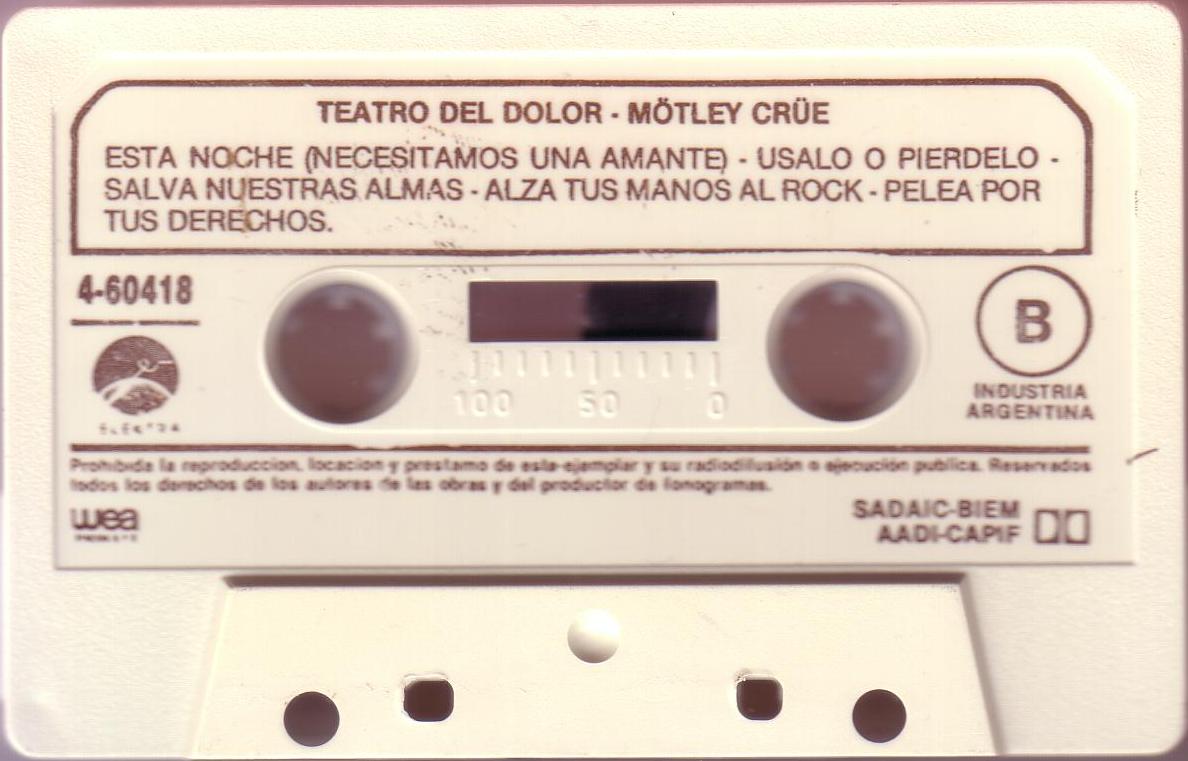 TEATRO DEL DOLOR - MÖTLEY CRÜE
ESTA NOCHE (NECESITAMOS UNA AMANTE) - USALO O PIERDELO -
SALVA NUESTRAS ALMAS - ALZA TUS MANOS AL ROCK - PELEA POR
TUS DERECHOS.
4-60418
B
INDUSTRIA
ARGENTINA
100 50 0
ELEKTRA
Prohibida la reproduccion, locacion y prestamo de este ejemplar y su radiodifusión o ejecución publica. Reservados
todos los derechos de los autores de las obras y del productor de fonogramas.
wea
SADAIC-BIEM
AADI-CAPIF